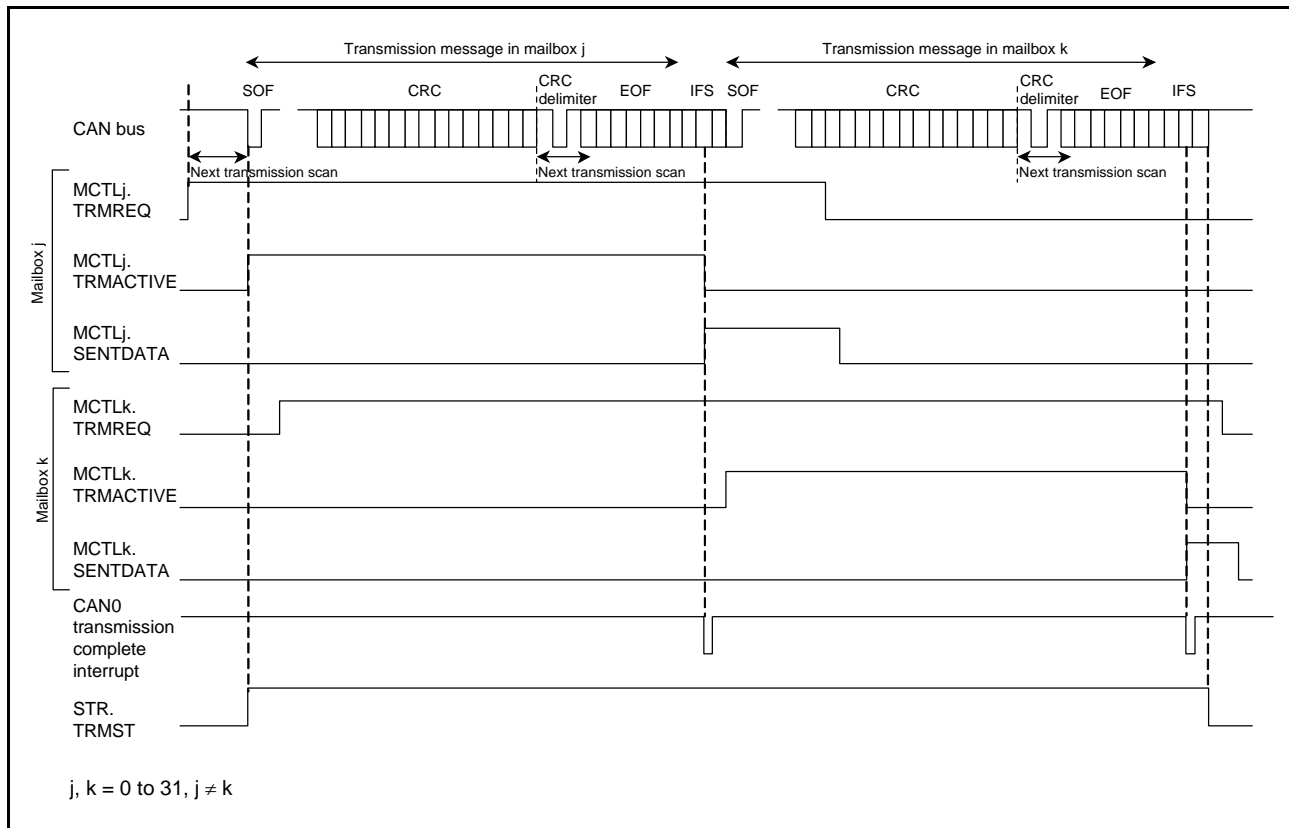 Transmission message in mailbox j
Transmission message in mailbox k
SOF
CRC
CRC
delimiter
EOF
IFS
SOF
CRC
CRC
delimiter
EOF
IFS
CAN bus
Next transmission scan
Next transmission scan
Next transmission scan
Mailbox j
MCTLj.
TRMREQ
MCTLj.
TRMACTIVE
MCTLj.
SENTDATA
Mailbox k
MCTLk.
TRMREQ
MCTLk.
TRMACTIVE
MCTLk.
SENTDATA
CAN0
transmission
complete
interrupt
STR.
TRMST
j, k = 0 to 31, j ≠ k